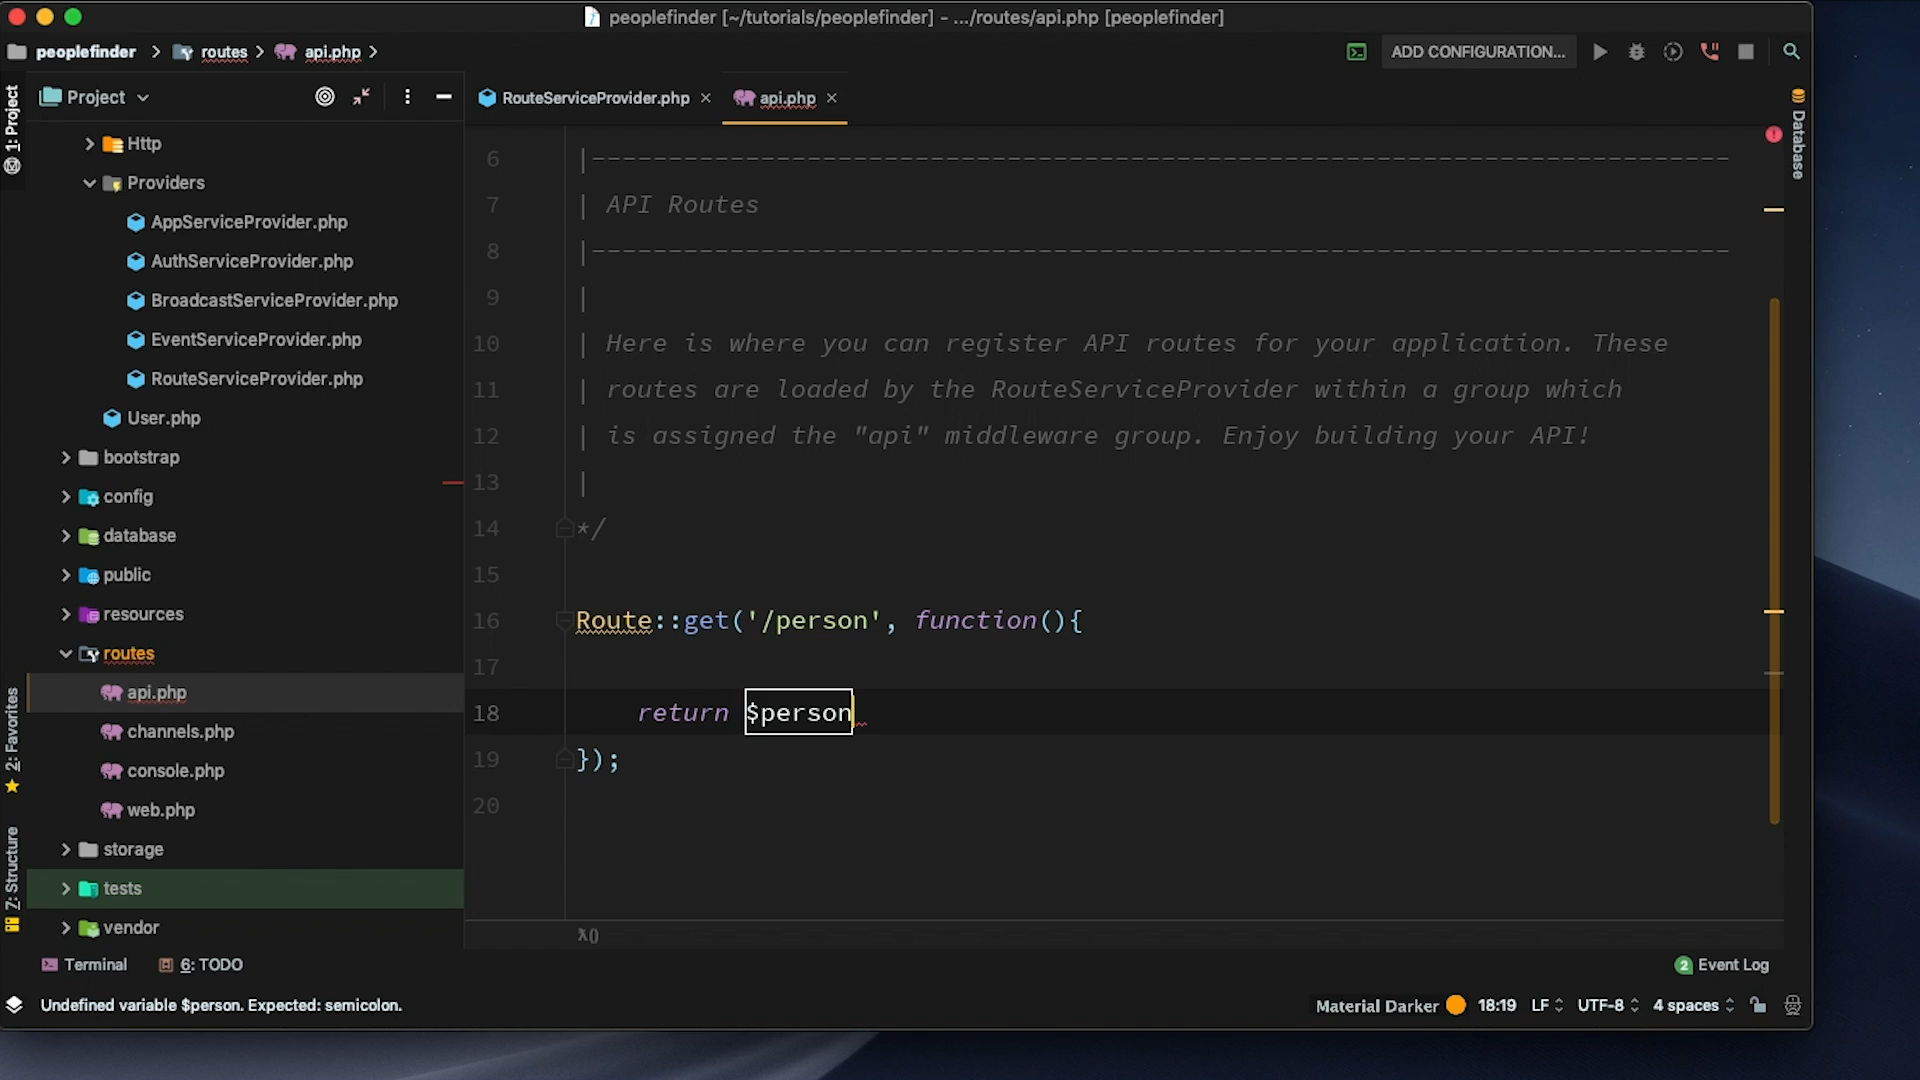 peoplefinder [~/tutorials/peoplefinder] - .../routes/api.php [peoplefinder]
peoplefinder
routes
api.php
ADD CONFIGURATION...
1: Project
Project
RouteServiceProvider.php
api.php
Database
Http
Providers
AppServiceProvider.php
AuthServiceProvider.php
BroadcastServiceProvider.php
EventServiceProvider.php
RouteServiceProvider.php
User.php
bootstrap
config
database
public
resources
routes
api.php
channels.php
console.php
web.php
storage
tests
vendor
2: Favorites
7: Structure
6 |--------------------------------------------------------------------------
7 | API Routes
8 |--------------------------------------------------------------------------
9 |
10 | Here is where you can register API routes for your application. These
11 | routes are loaded by the RouteServiceProvider within a group which
12 | is assigned the "api" middleware group. Enjoy building your API!
13 |
14 */
15
16 Route::get('/person', function(){
17
18 return $person
19 });
20
λ()
Terminal
6: TODO
2 Event Log
Undefined variable $person. Expected: semicolon.
Material Darker
18:19
LF
UTF-8
4 spaces